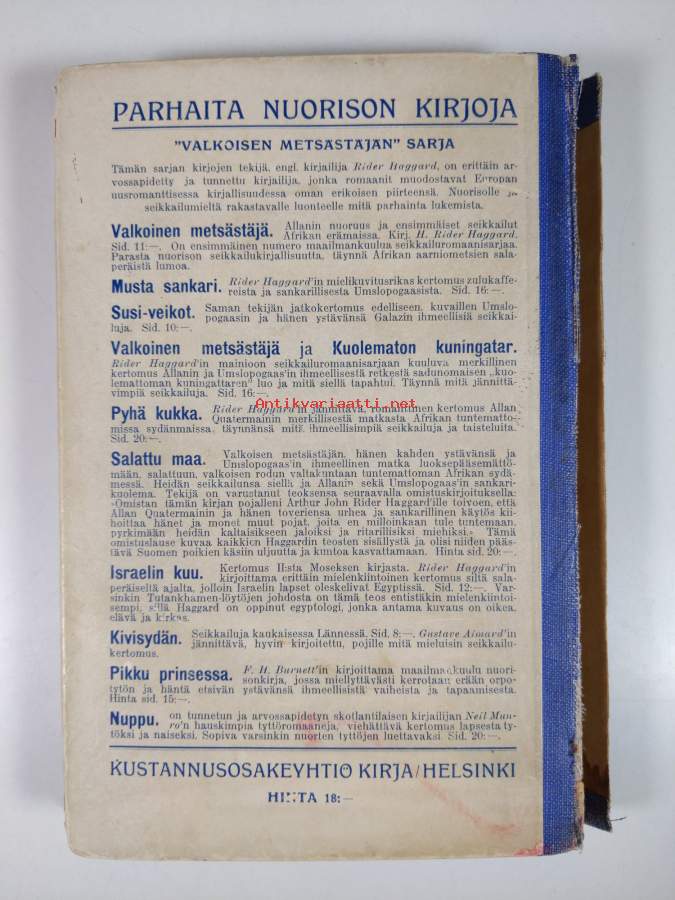 PARHAITA NUORISON KIRJOJA
"VALKOISEN METSÄSTÄJÄN" SARJA
Tämän sarjan kirjojen tekijä, engl. kirjailija Rider Haggard, on erittäin ar-
vossapidetty ja tunnettu kirjailija, jonka romaanit muodostavat Europan
uusromanttisessa kirjallisuudessa oman erikoisen piirteensä. Nuorisolle ja
seikkailumieltä rakastavalle luonteelle mitä parhainta lukemista.
Valkoinen metsästäjä. Allanin nuoruus ja ensimmäiset seikkailut
Afrikan erämaissa. Kirj. H. Rider Haggard.
Sid. 11:—. On ensimmäinen numero maailmankuulua seikkailuromaanisarjaa.
Parasta nuorison seikkailukirjallisuutta, täynnä Afrikan aarniometsien sala-
peräistä lumoa.
Musta sankari. Rider Haggard'in mielikuvitusrikas kertomus zulukaffe-
reista ja sankarillisesta Umslopogaasista. Sid. 16:—.
Susi-veikot. Saman tekijän jatkokertomus edelliseen, kuvaillen Umslo-
pogaasin ja hänen ystävänsä Galazin ihmeellisiä seikkai-
luja. Sid. 10:—.
Valkoinen metsästäjä ja Kuolematon kuningatar.
Rider Haggard'in mainioon seikkailuromaanisarjaan kuuluva merkillinen
kertomus Allanin ja Umslopogaas'in ihmeellisestä retkestä sadunomaisen „kuo-
lemattoman kuningattaren" luo ja mitä siellä tapahtui. Täynnä mitä jännittä-
vimpiä seikkailuja. Sid. 16:—.
Antikvariaatti.net
Pyhä kukka. Rider Haggard'in jännittävä, romanttinen kertomus Allan
Quatermainin merkillisestä matkasta Afrikan tuntematto-
missa sydänmaissa, täynnänsä mitä ihmeellisimpiä seikkailuja ja taisteluita.
Sid. 20:—.
Salattu maa. Valkoisen metsästäjän, hänen kahden ystävänsä ja
Umslopogaas'in ihmeellinen matka luoksepääsemättö-
mään, salattuun, valkoisen rodun valtakuntaan tuntemattoman Afrikan sydä-
messä. Heidän seikkailunsa siellä ja Allanin sekä Umslopogaas'in sankari-
kuolema. Tekijä on varustanut teoksensa seuraavalla omistuskirjoituksella:
»Omistan tämän kirjan pojalleni Arthur John Rider Haggard'ille toivoen, että
Allan Quatermainin ja hänen toveriensa urhea ja sankarillinen käytös kii-
hoittaa hänet ja monet muut pojat, joita en milloinkaan tule tuntemaan,
pyrkimään heidän kaltaisikseen jaloiksi ja ritarillisiksi miehiksi.» Tämä
omistuslause kuvaa kaikkien Haggardin teosten sisällystä ja olisi niiden pääs-
tävä Suomen poikien käsiin uljuutta ja kuntoa kasvattamaan. Hinta sid. 20:—.
Israelin kuu. Kertomus II:sta Moseksen kirjasta. Rider Haggard'in
kirjoittama erittäin mielenkiintoinen kertomus siltä sala-
peräiseltä ajalta, jolloin Israelin lapset oleskelivat Egyptissä. Sid. 12:—. Var-
sinkin Tutankhamen-löytöjen johdosta on tämä teos entistäkin mielenkiintoi-
sempi, sillä Haggard on oppinut egyptologi, jonka antama kuvaus on oikea,
elävä ja kirkas.
Kivisydän. Seikkailuja kaukaisessa Lännessä. Sid. 8:—. Gustave Aimard'in
jännittävä, hyvin kirjoitettu, pojille mitä mieluisin seikkailu-
kertomus.
Pikku prinsessa. F. H. Burnett'in kirjoittama maailmankuulu nuori-
sonkirja, jossa miellyttävästi kerrotaan erään orpo-
tytön ja häntä etsivän ystävänsä ihmeellisistä vaiheista ja tapaamisesta.
Hinta sid. 15:—.
Nuppu. on tunnetun ja arvossapidetyn skotlantilaisen kirjailijan Neil Mun-
ro'n hauskimpia tyttöromaaneja, viehättävä kertomus lapsesta ty-
töksi ja naiseksi. Sopiva varsinkin nuorten tyttöjen luettavaksi Sid. 20:—.
KUSTANNUSOSAKEYHTIÖ KIRJA/HELSINKI
HINTA 18:—